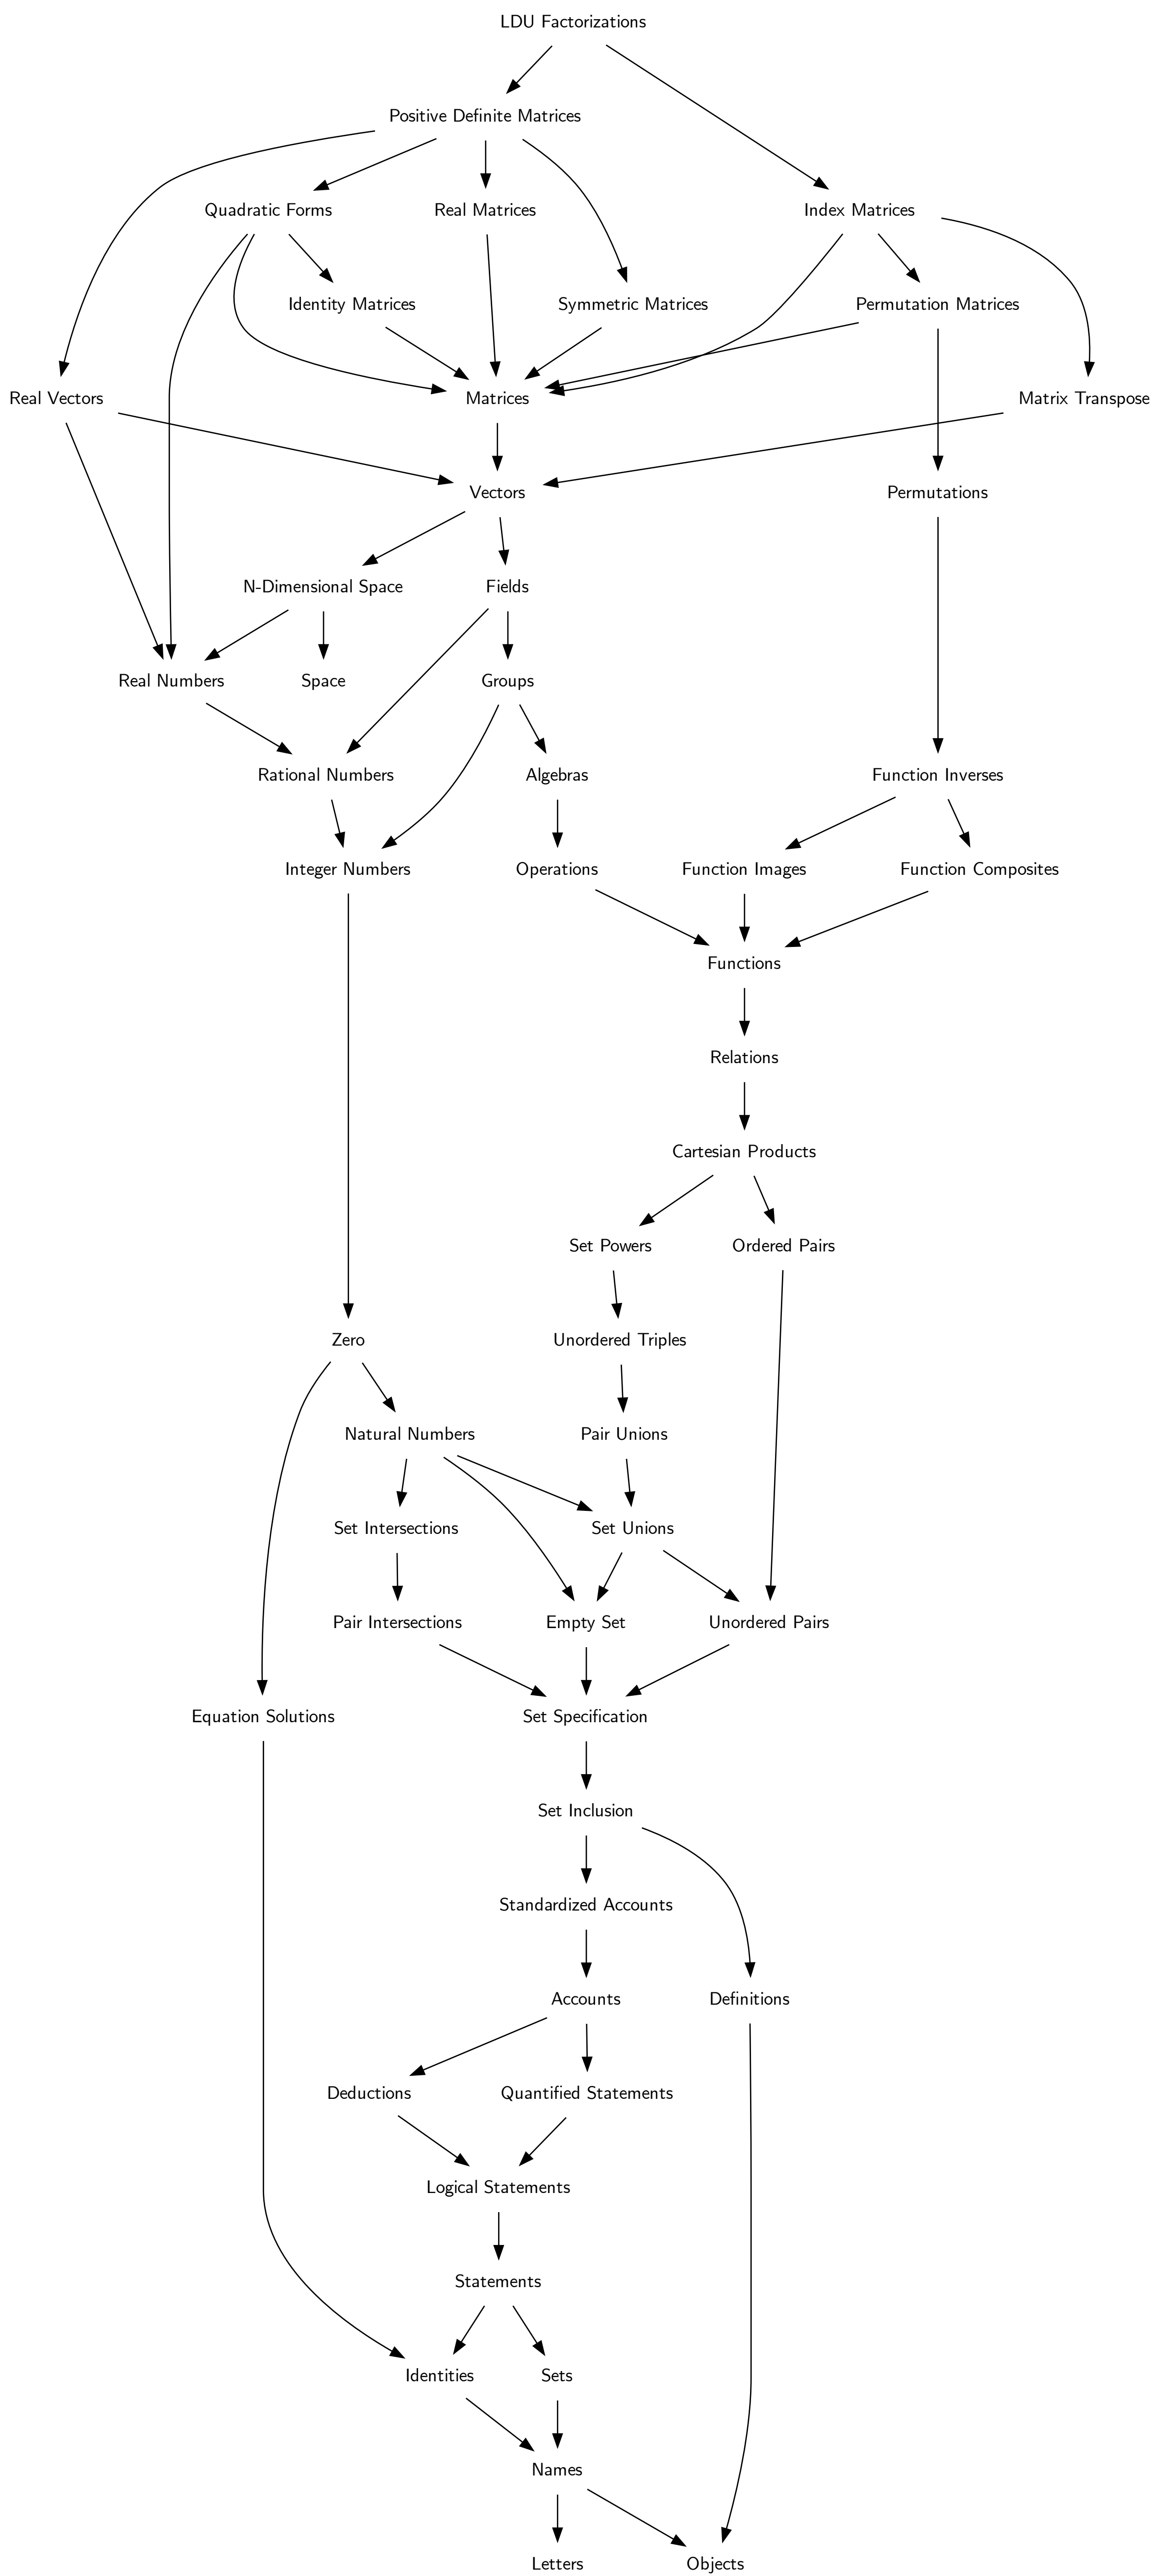 LDU Factorizations
Positive Definite Matrices
Quadratic Forms
Real Matrices
Index Matrices
Identity Matrices
Symmetric Matrices
Permutation Matrices
Real Vectors
Matrices
Matrix Transpose
Vectors
Permutations
N-Dimensional Space
Fields
Real Numbers
Space
Groups
Rational Numbers
Algebras
Function Inverses
Integer Numbers
Operations
Function Images
Function Composites
Functions
Relations
Cartesian Products
Set Powers
Ordered Pairs
Zero
Unordered Triples
Natural Numbers
Pair Unions
Set Intersections
Set Unions
Pair Intersections
Empty Set
Unordered Pairs
Equation Solutions
Set Specification
Set Inclusion
Standardized Accounts
Accounts
Definitions
Deductions
Quantified Statements
Logical Statements
Statements
Identities
Sets
Names
Letters
Objects